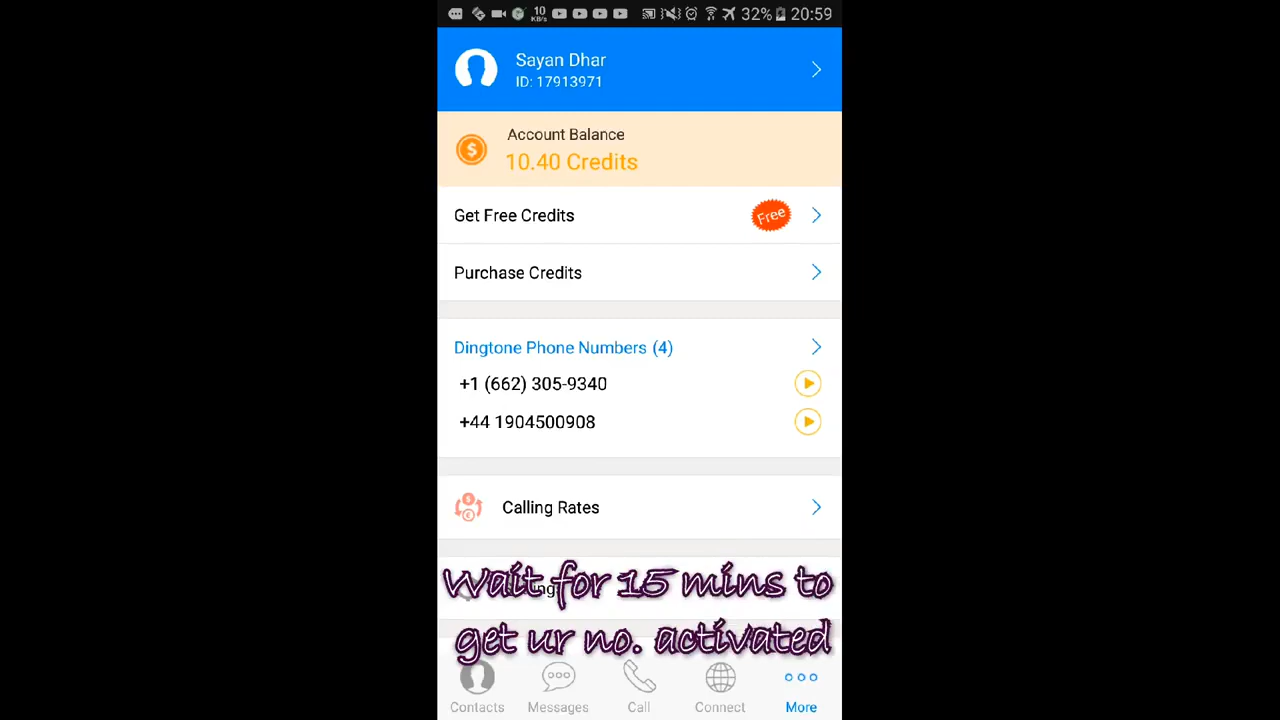 10 KB/s 32% 20:59
Sayan Dhar
ID: 17913971
Account Balance
10.40 Credits
Get Free Credits Free
Purchase Credits
Dingtone Phone Numbers (4)
+1 (662) 305-9340
+44 1904500908
Calling Rates
Wait for 15 mins to
get ur no. activated
Contacts Messages Call Connect More